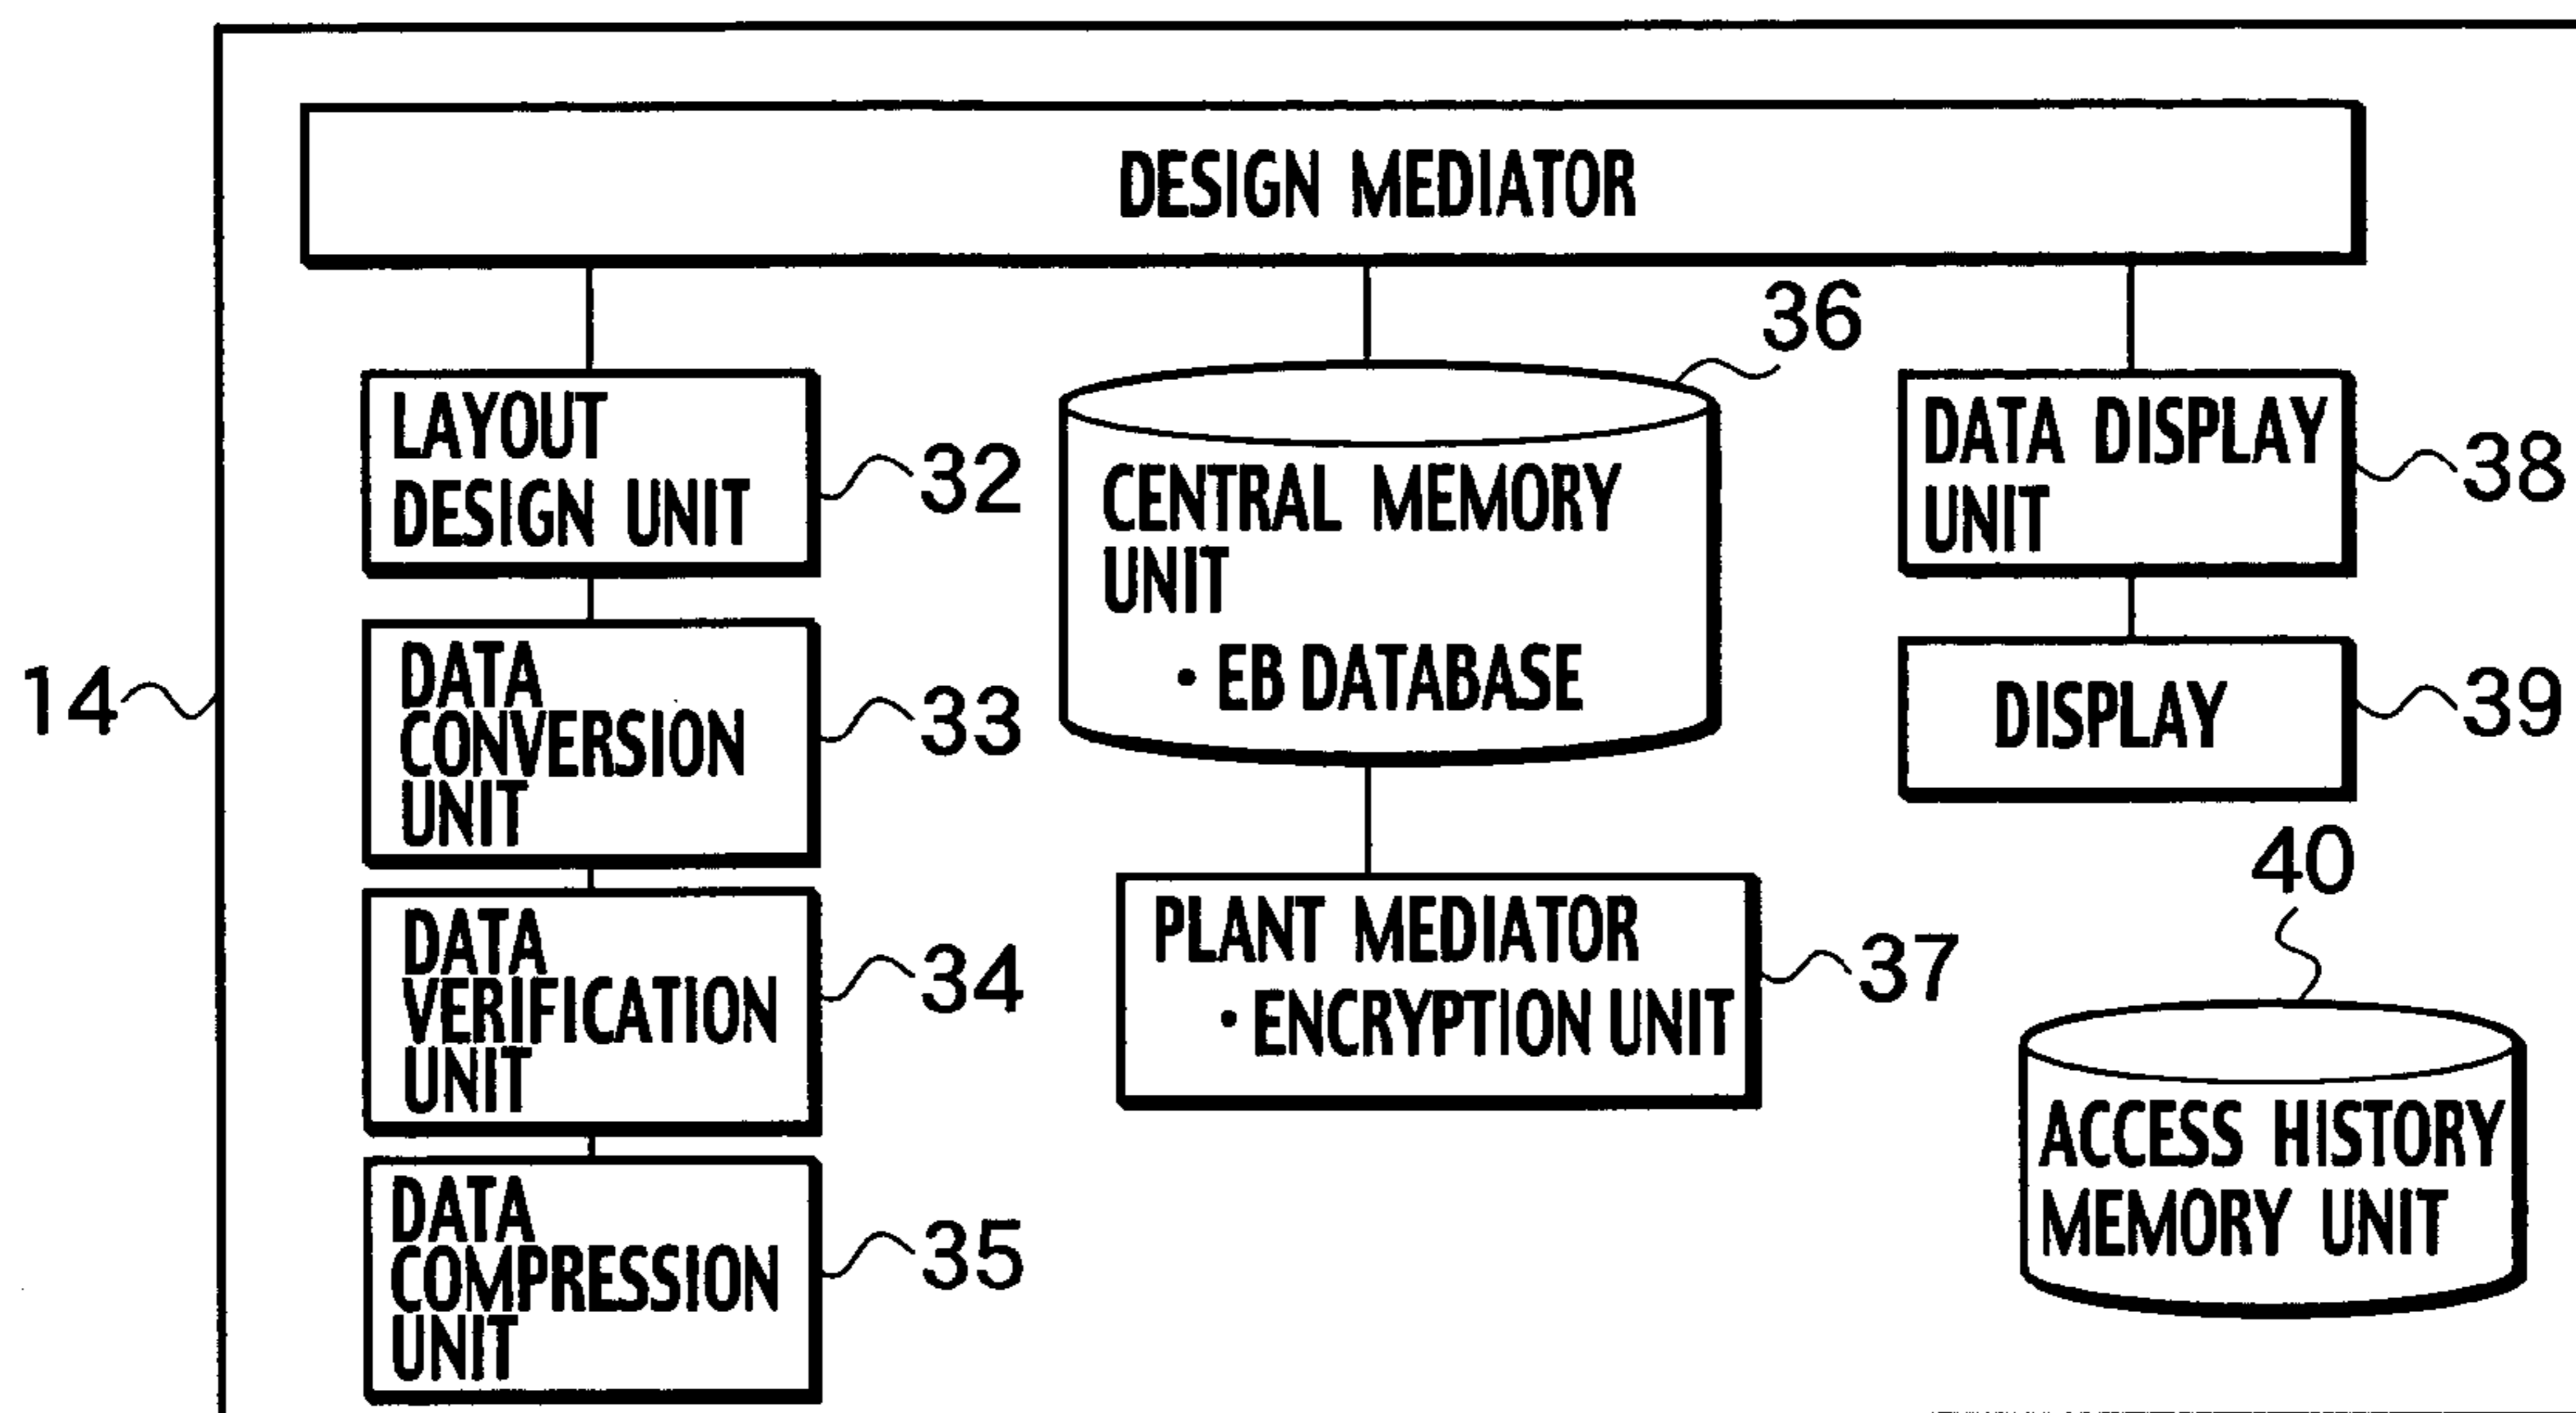 DESIGN MEDIATOR
LAYOUT
DESIGN UNIT
32
DATA
CONVERSION
UNIT
33
DATA
VERIFICATION
UNIT
34
DATA
COMPRESSION
UNIT
35
14
36
CENTRAL MEMORY
UNIT
• EB DATABASE
PLANT MEDIATOR
• ENCRYPTION UNIT
37
DATA DISPLAY
UNIT
38
DISPLAY
39
40
ACCESS HISTORY
MEMORY UNIT